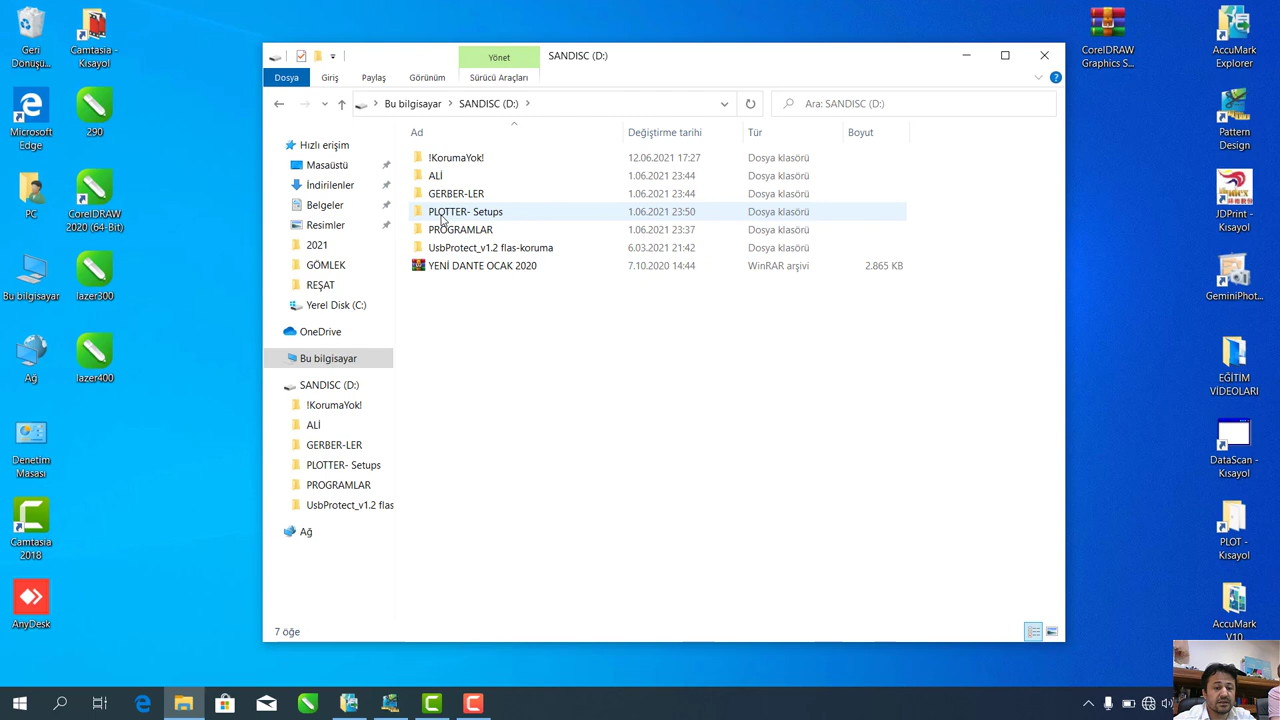 Geri
Dönüşü...
Camtasia -
Kısayol
Microsoft
Edge
290
PC
CorelDRAW
2020 (64-Bit)
Bu bilgisayar
lazer300
Ağ
lazer400
Denetim
Masası
Camtasia
2018
AnyDesk
Yönet
SANDISC (D:)
Dosya
Giriş
Paylaş
Görünüm
Sürücü Araçları
Bu bilgisayar
SANDISC (D:)
Ara: SANDISC (D:)
Hızlı erişim
Masaüstü
İndirilenler
Belgeler
Resimler
2021
GÖMLEK
REŞAT
Yerel Disk (C:)
OneDrive
Bu bilgisayar
SANDISC (D:)
!KorumaYok!
ALİ
GERBER-LER
PLOTTER- Setups
PROGRAMLAR
UsbProtect_v1.2 flas
Ağ
Ad Değiştirme tarihi Tür Boyut
!KorumaYok! 12.06.2021 17:27 Dosya klasörü
ALİ 1.06.2021 23:44 Dosya klasörü
GERBER-LER 1.06.2021 23:44 Dosya klasörü
PLOTTER- Setups 1.06.2021 23:50 Dosya klasörü
PROGRAMLAR 1.06.2021 23:37 Dosya klasörü
UsbProtect_v1.2 flas-koruma 6.03.2021 21:42 Dosya klasörü
YENİ DANTE OCAK 2020 7.10.2020 14:44 WinRAR arşivi 2.865 KB
7 öğe
CorelDRAW
Graphics S...
AccuMark
Explorer
Pattern
Design
JDPrint -
Kısayol
GeminiPhot...
EĞİTİM
VİDEOLARI
DataScan -
Kısayol
PLOT -
Kısayol
AccuMark
V10